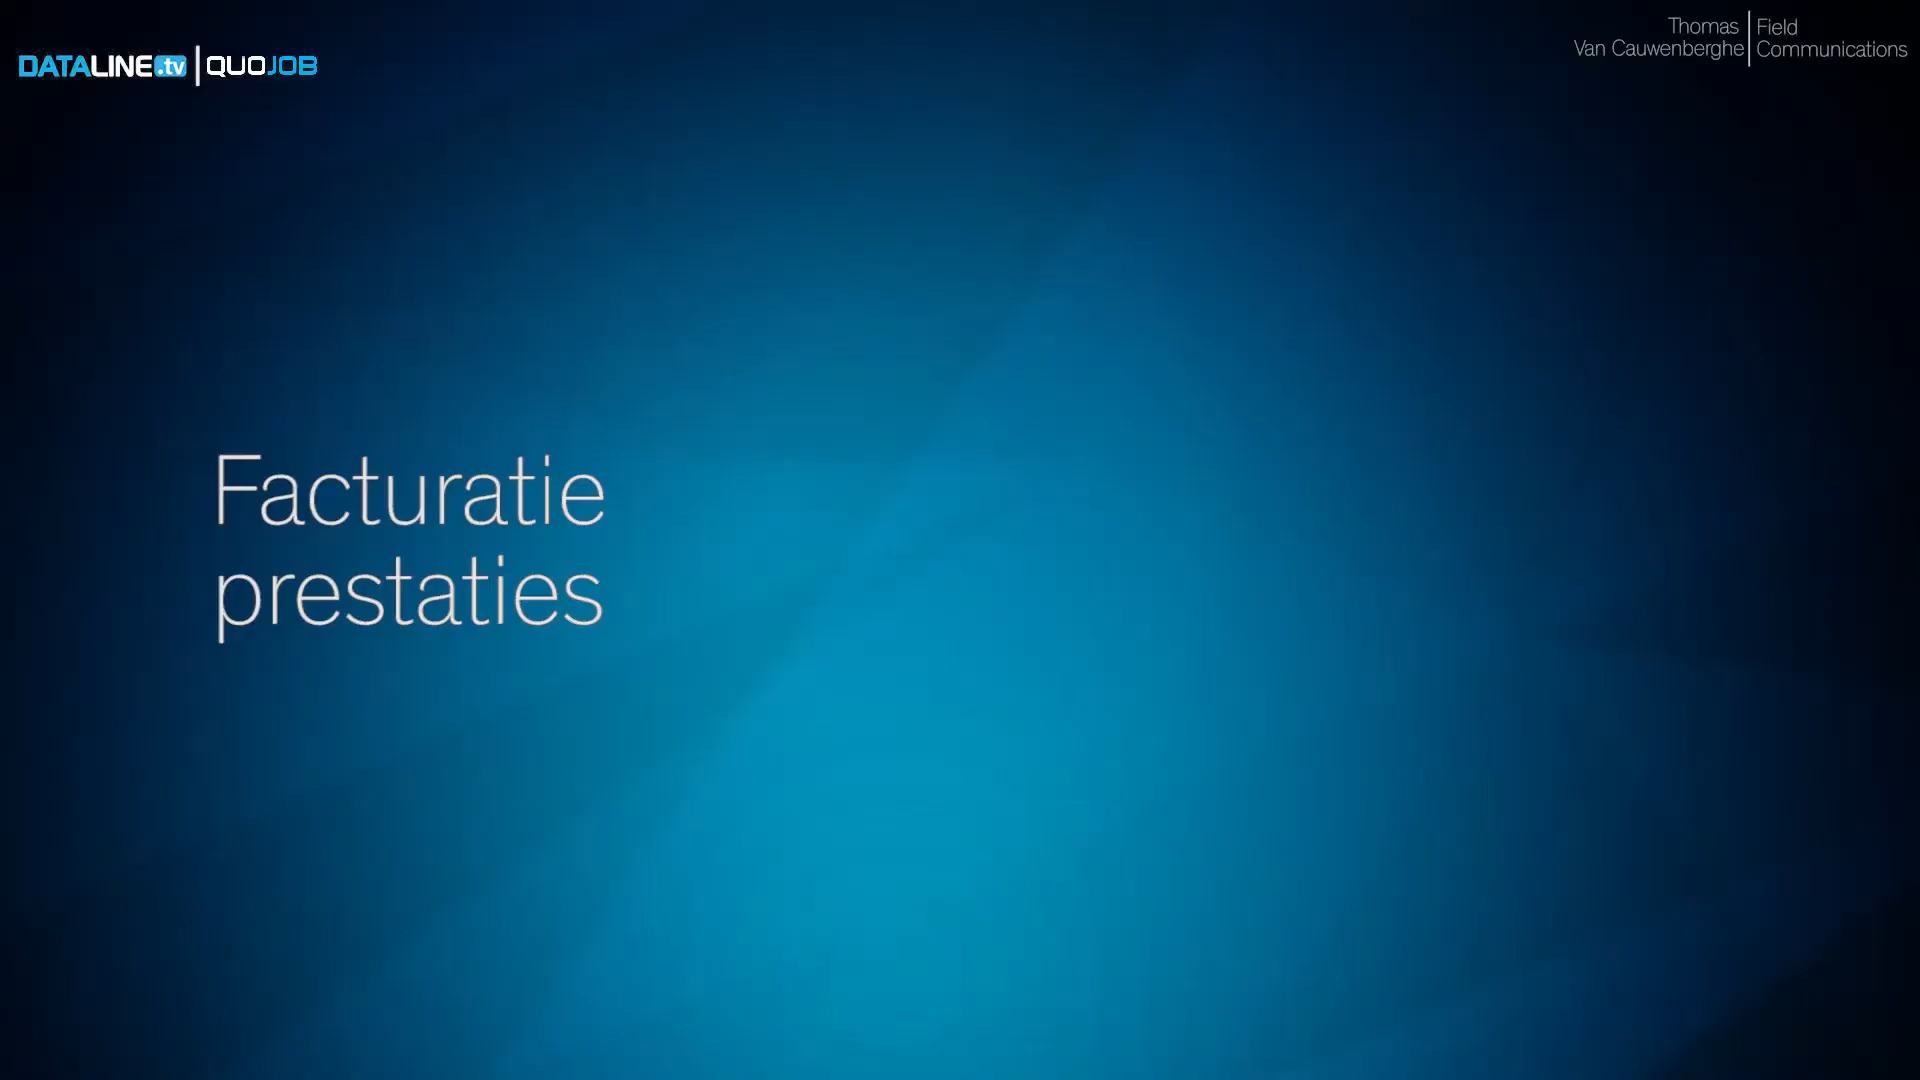 DATALINE.tv | QUOJOB
Thomas
Van Cauwenberghe
Field
Communications
Facturatie
prestaties